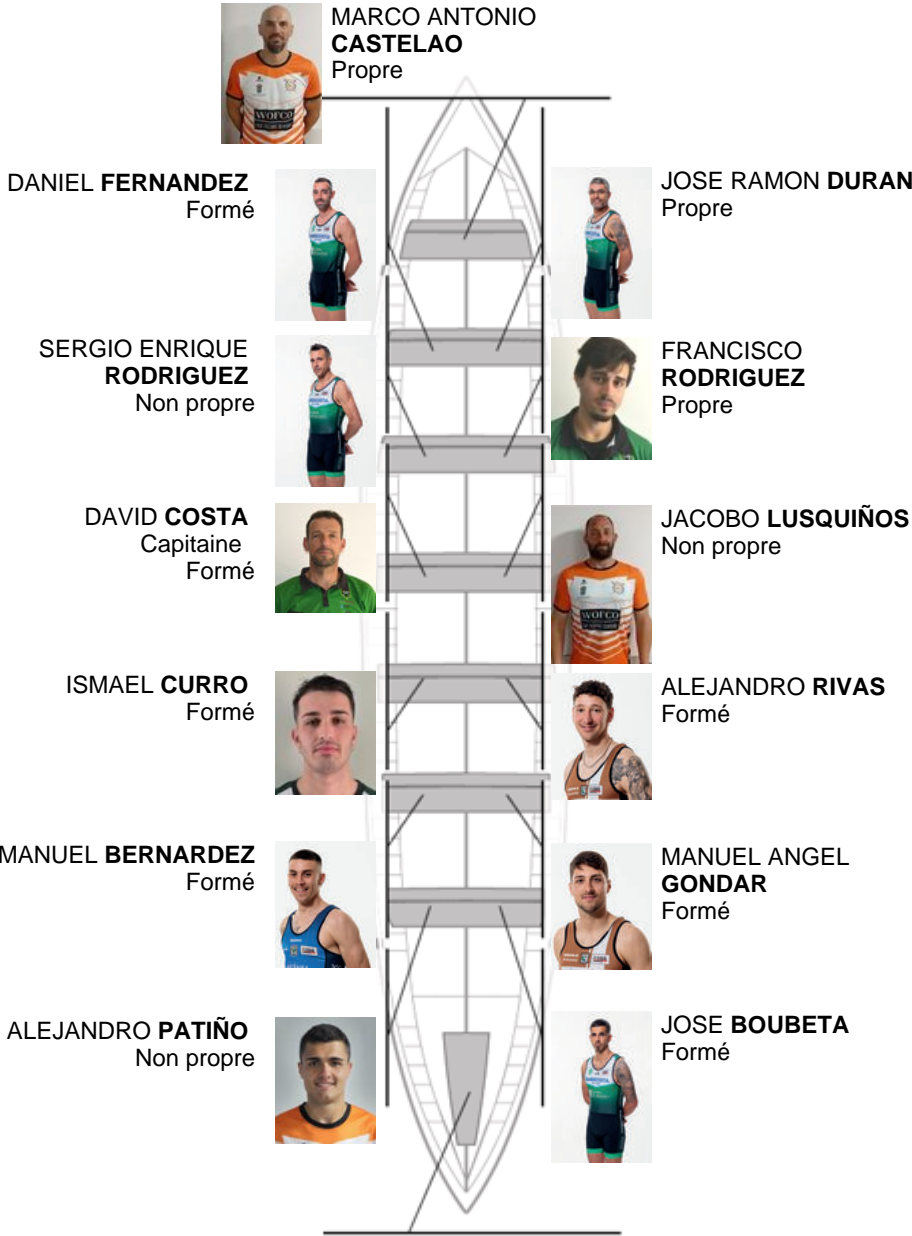 MARCO ANTONIO
CASTELAO
Propre
DANIEL FERNANDEZ
Formé
JOSE RAMON DURAN
Propre
SERGIO ENRIQUE
RODRIGUEZ
Non propre
FRANCISCO
RODRIGUEZ
Propre
DAVID COSTA
Capitaine
Formé
JACOBO LUSQUIÑOS
Non propre
ISMAEL CURRO
Formé
ALEJANDRO RIVAS
Formé
MANUEL BERNARDEZ
Formé
MANUEL ANGEL
GONDAR
Formé
ALEJANDRO PATIÑO
Non propre
JOSE BOUBETA
Formé
worco
worco